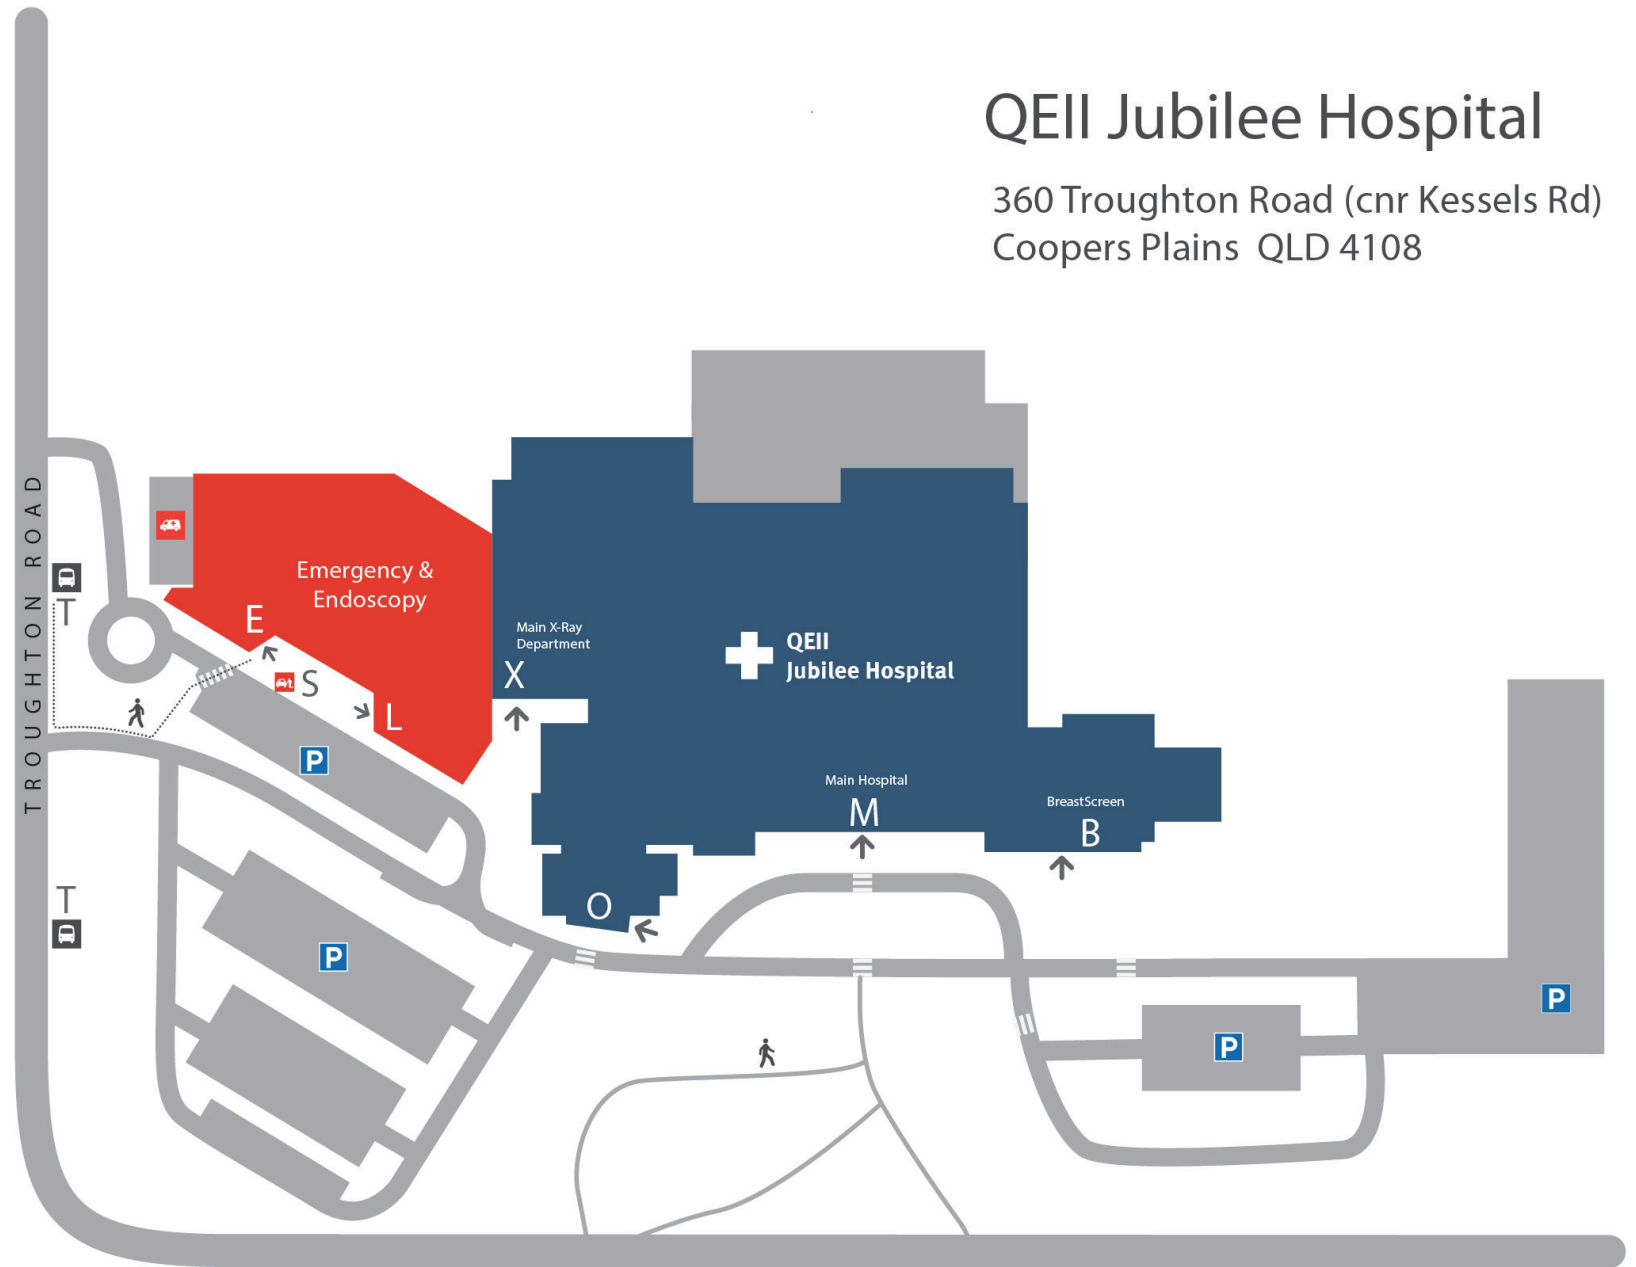 QEII Jubilee Hospital
360 Troughton Road (cnr Kessels Rd)
Coopers Plains QLD 4108
TROUGHTON ROAD
T
T
Emergency &
Endoscopy
E
S
L
P
Main X-Ray
Department
X
QEII
Jubilee Hospital
Main Hospital
M
BreastScreen
B
O
P
P
P